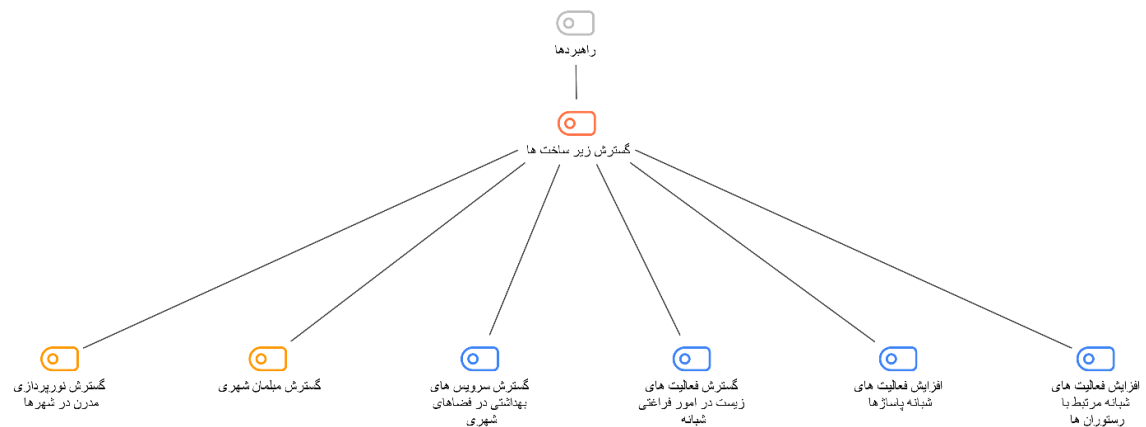 راهبردها
گسترش زیر ساخت ها
افزایش فعالیت های
شبانه مرتبط با
رستوران ها
افزایش فعالیت های
شبانه پاساژها
گسترش فعالیت های
زیست در امور فراغتی
شبانه
گسترش سرویس های
بهداشتی در فضاهای
شهری
گسترش مبلمان شهری
گسترش نورپردازی
مدرن در شهرها